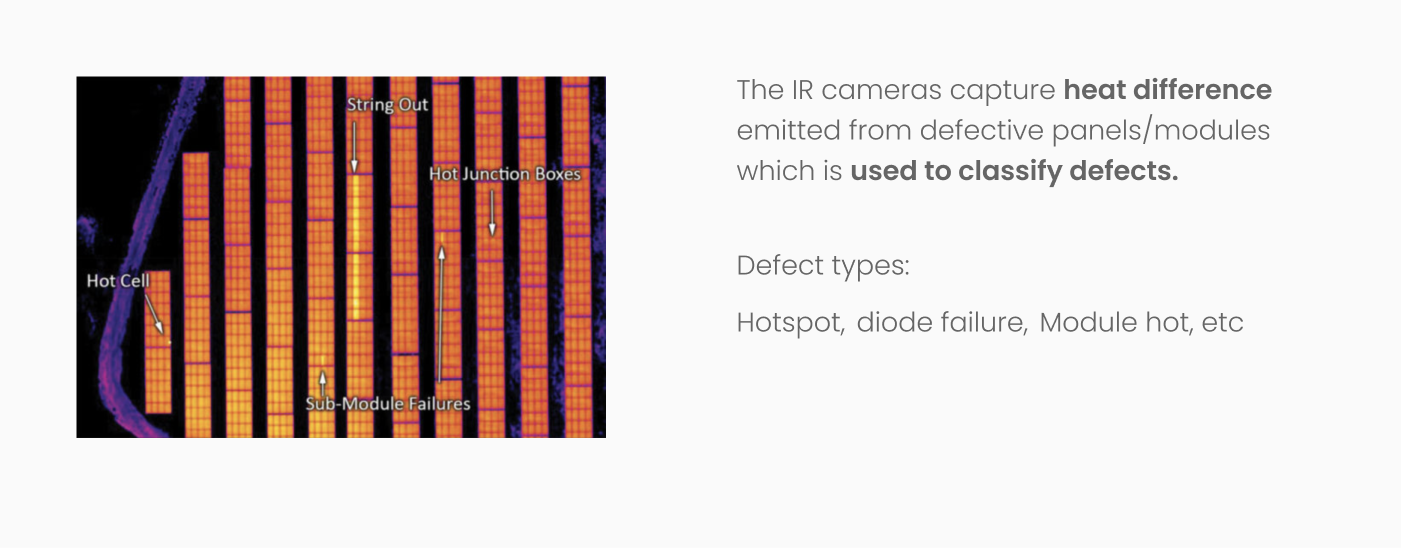 String Out
Hot Junction Boxes
Hot Cell
Sub-Module Failures
The IR cameras capture heat difference
emitted from defective panels/modules
which is used to classify defects.
Defect types:
Hotspot, diode failure, Module hot, etc